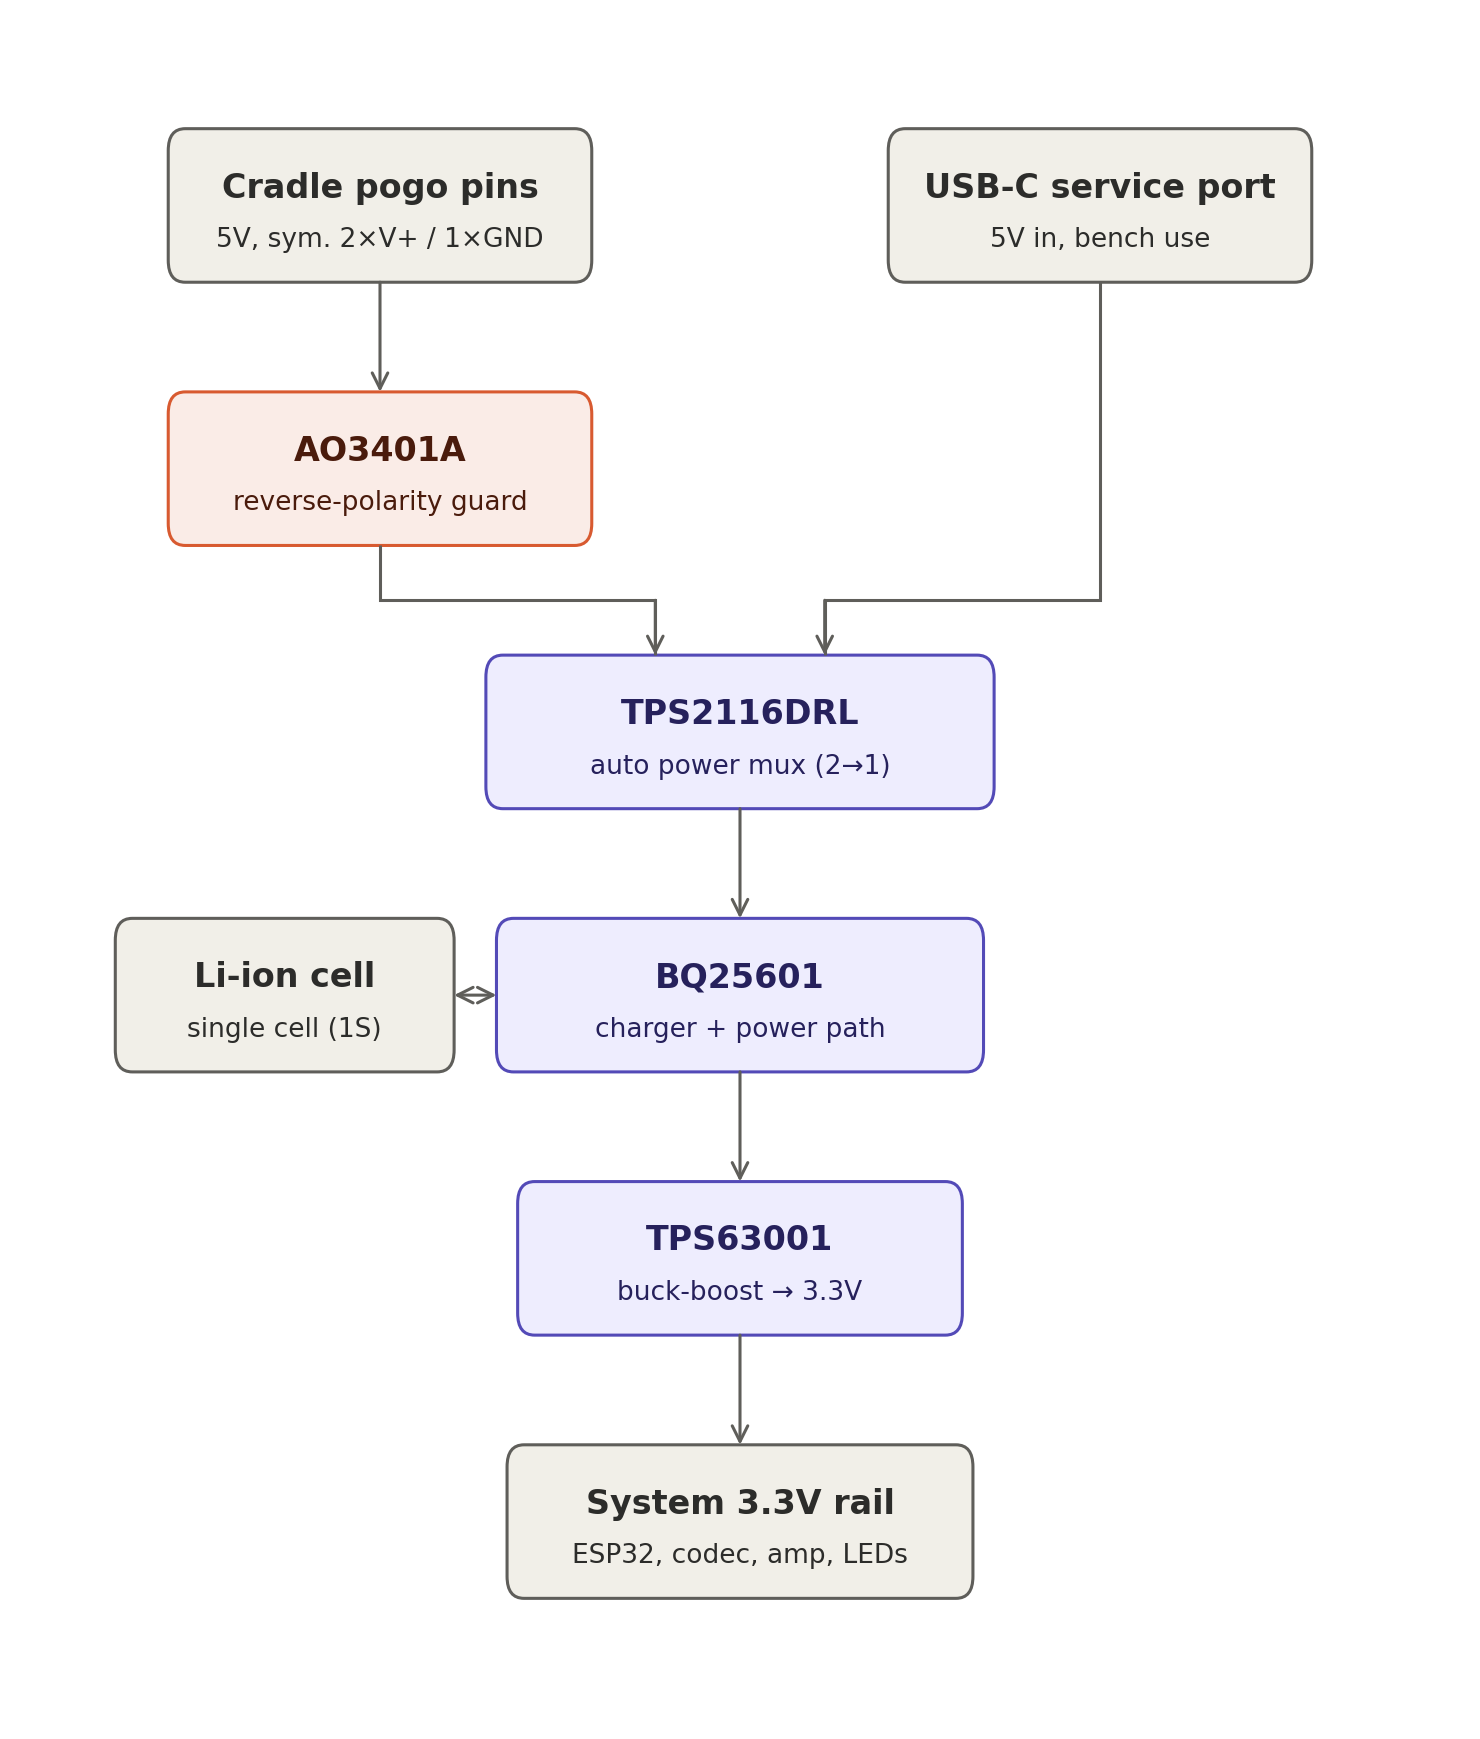 Cradle pogo pins
5V, sym. 2×V+ / 1×GND
USB-C service port
5V in, bench use
AO3401A
reverse-polarity guard
TPS2116DRL
auto power mux (2→1)
Li-ion cell
single cell (1S)
BQ25601
charger + power path
TPS63001
buck-boost → 3.3V
System 3.3V rail
ESP32, codec, amp, LEDs